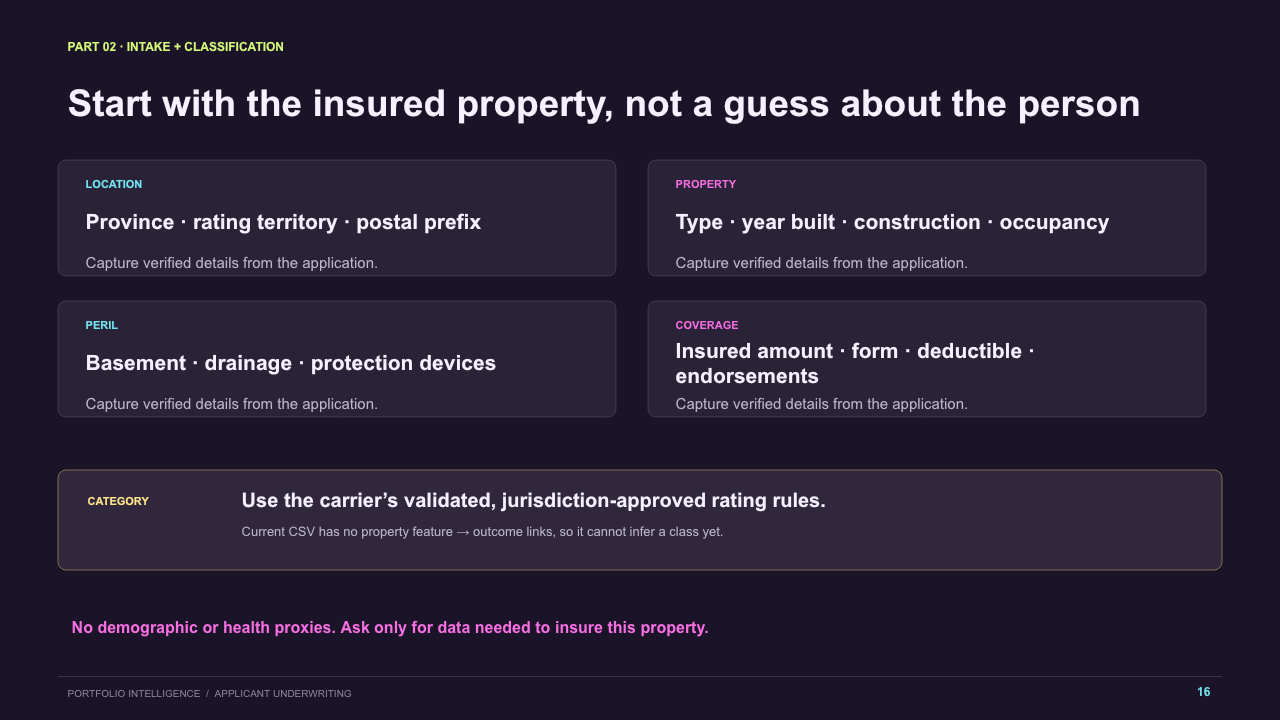 PART 02 · INTAKE + CLASSIFICATION
Start with the insured property, not a guess about the person
LOCATION
Province · rating territory · postal prefix
Capture verified details from the application.
PROPERTY
Type · year built · construction · occupancy
Capture verified details from the application.
PERIL
Basement · drainage · protection devices
Capture verified details from the application.
COVERAGE
Insured amount · form · deductible ·
endorsements
Capture verified details from the application.
CATEGORY
Use the carrier’s validated, jurisdiction-approved rating rules.
Current CSV has no property feature → outcome links, so it cannot infer a class yet.
No demographic or health proxies. Ask only for data needed to insure this property.
PORTFOLIO INTELLIGENCE / APPLICANT UNDERWRITING
16